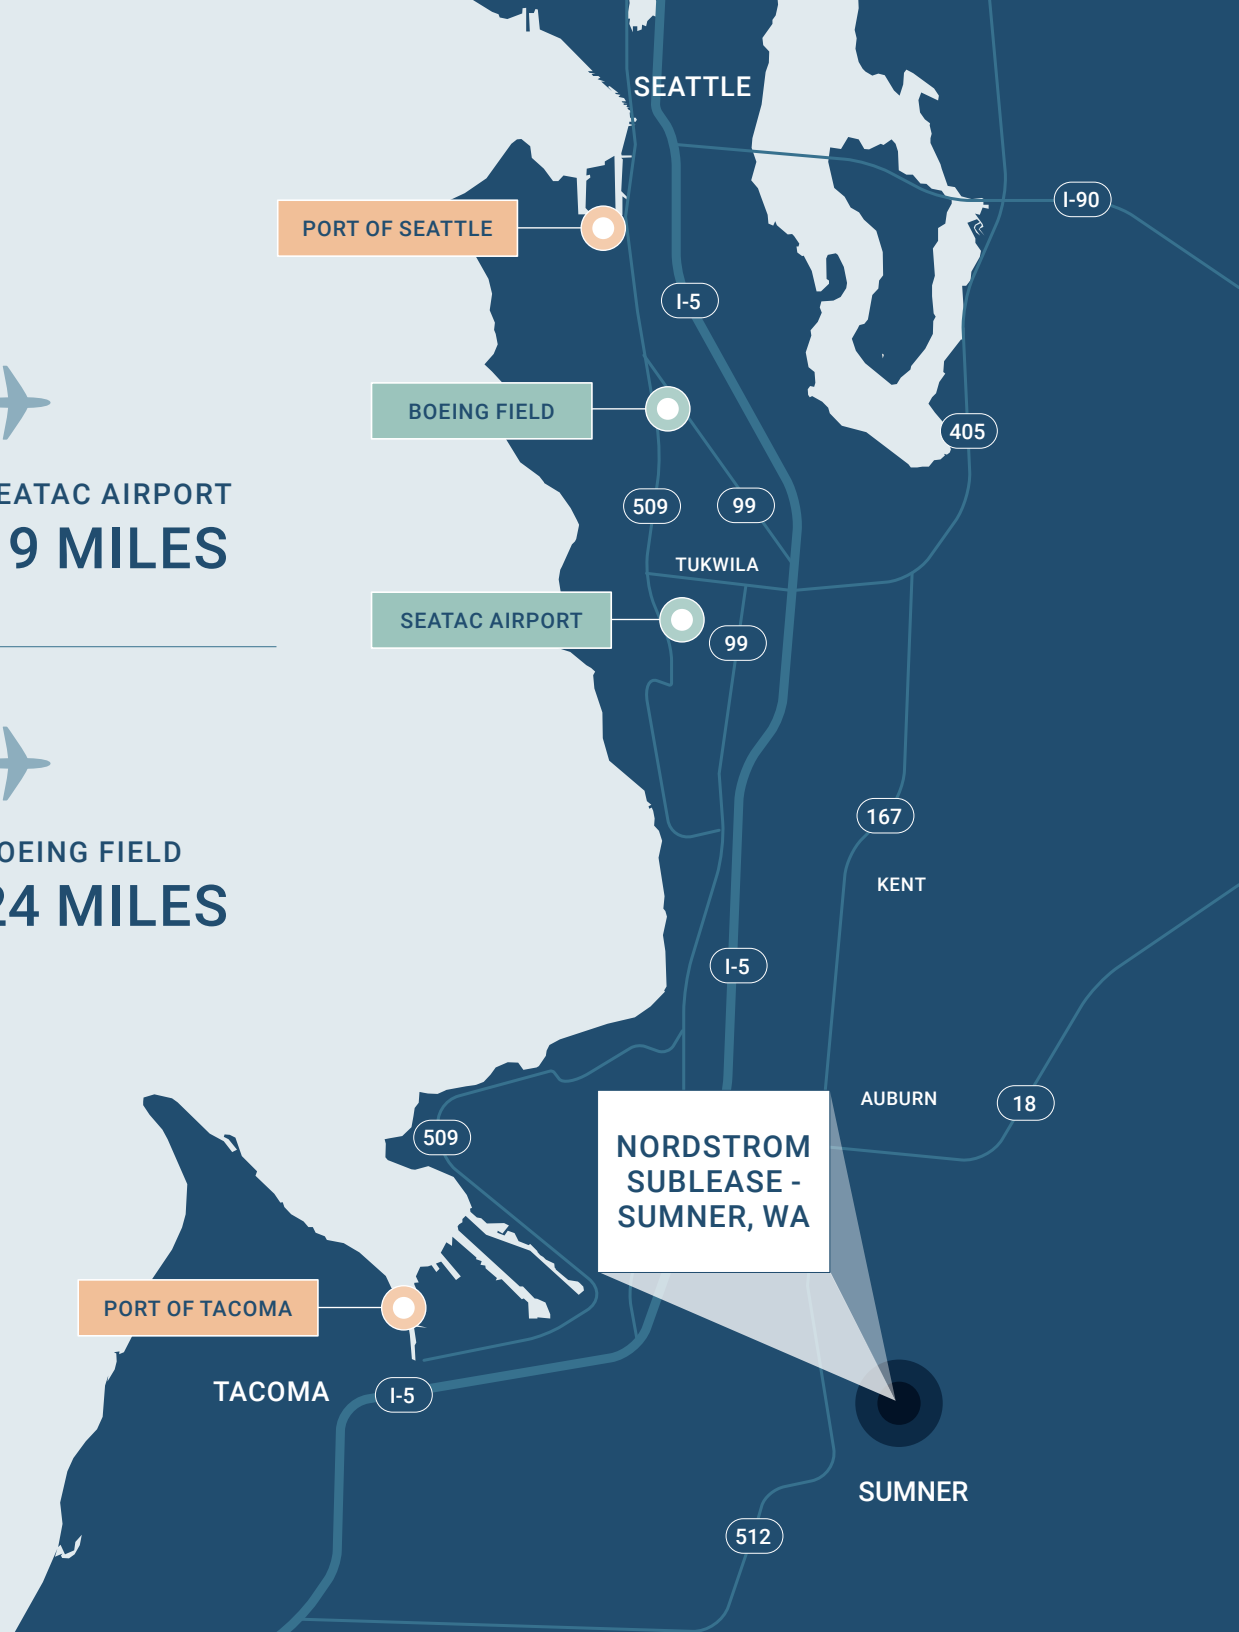 SEATTLE
I-90
PORT OF SEATTLE
I-5
BOEING FIELD
405
EATAC AIRPORT
9 MILES
509
99
TUKWILA
SEATAC AIRPORT
99
167
OEING FIELD
24 MILES
KENT
I-5
AUBURN
18
509
NORDSTROM
SUBLEASE -
SUMNER, WA
PORT OF TACOMA
TACOMA
I-5
SUMNER
512